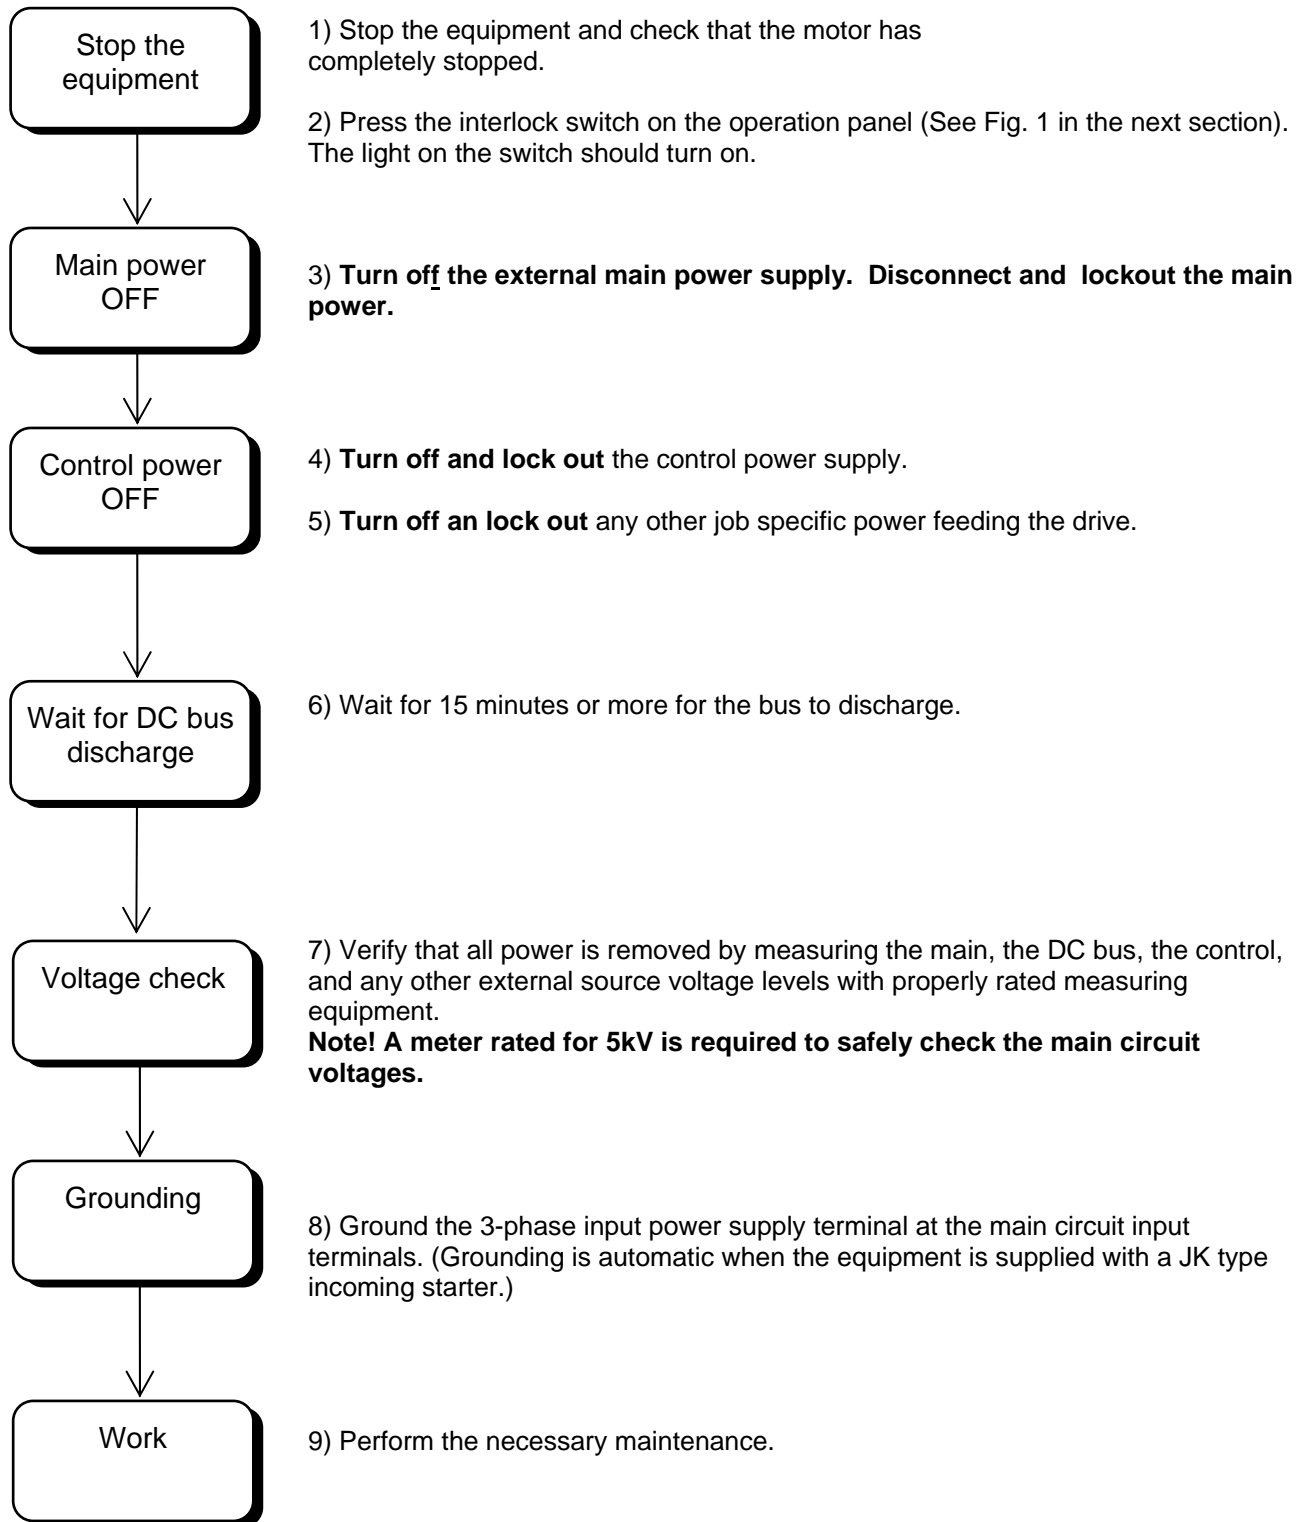 Stop the
equipment
1) Stop the equipment and check that the motor has
completely stopped.
2) Press the interlock switch on the operation panel (See Fig. 1 in the next section).
The light on the switch should turn on.
Main power
OFF
3) Turn off the external main power supply.  Disconnect and  lockout the main
power.
Control power
OFF
4) Turn off and lock out the control power supply.
5) Turn off an lock out any other job specific power feeding the drive.
Wait for DC bus
discharge
6) Wait for 15 minutes or more for the bus to discharge.
Voltage check
7) Verify that all power is removed by measuring the main, the DC bus, the control,
and any other external source voltage levels with properly rated measuring
equipment.
Note! A meter rated for 5kV is required to safely check the main circuit
voltages.
Grounding
8) Ground the 3-phase input power supply terminal at the main circuit input
terminals. (Grounding is automatic when the equipment is supplied with a JK type
incoming starter.)
Work
9) Perform the necessary maintenance.